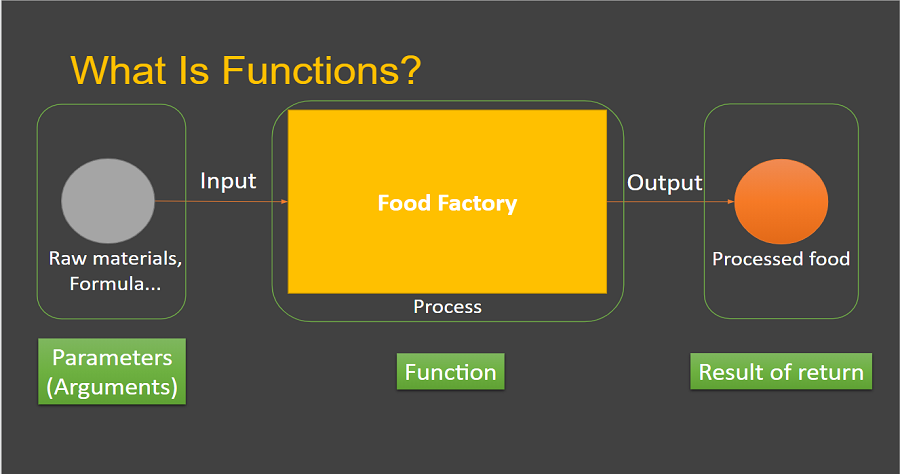 What Is Functions?
Input
Food Factory
Output
Raw materials,
Formula...
Processed food
Process
Parameters
(Arguments)
Function
Result of return